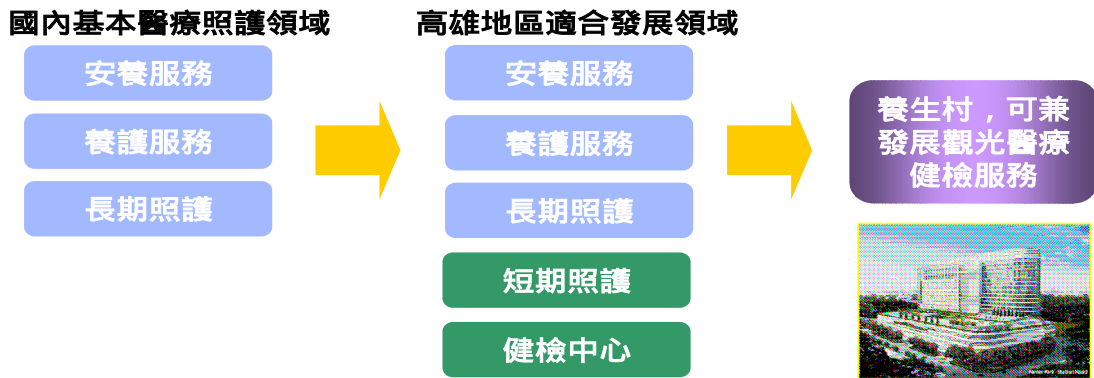 國內基本醫療照護領域
安養服務
養護服務
長期照護
高雄地區適合發展領域
安養服務
養護服務
長期照護
短期照護
健檢中心
養生村，可兼
發展觀光醫療
健檢服務